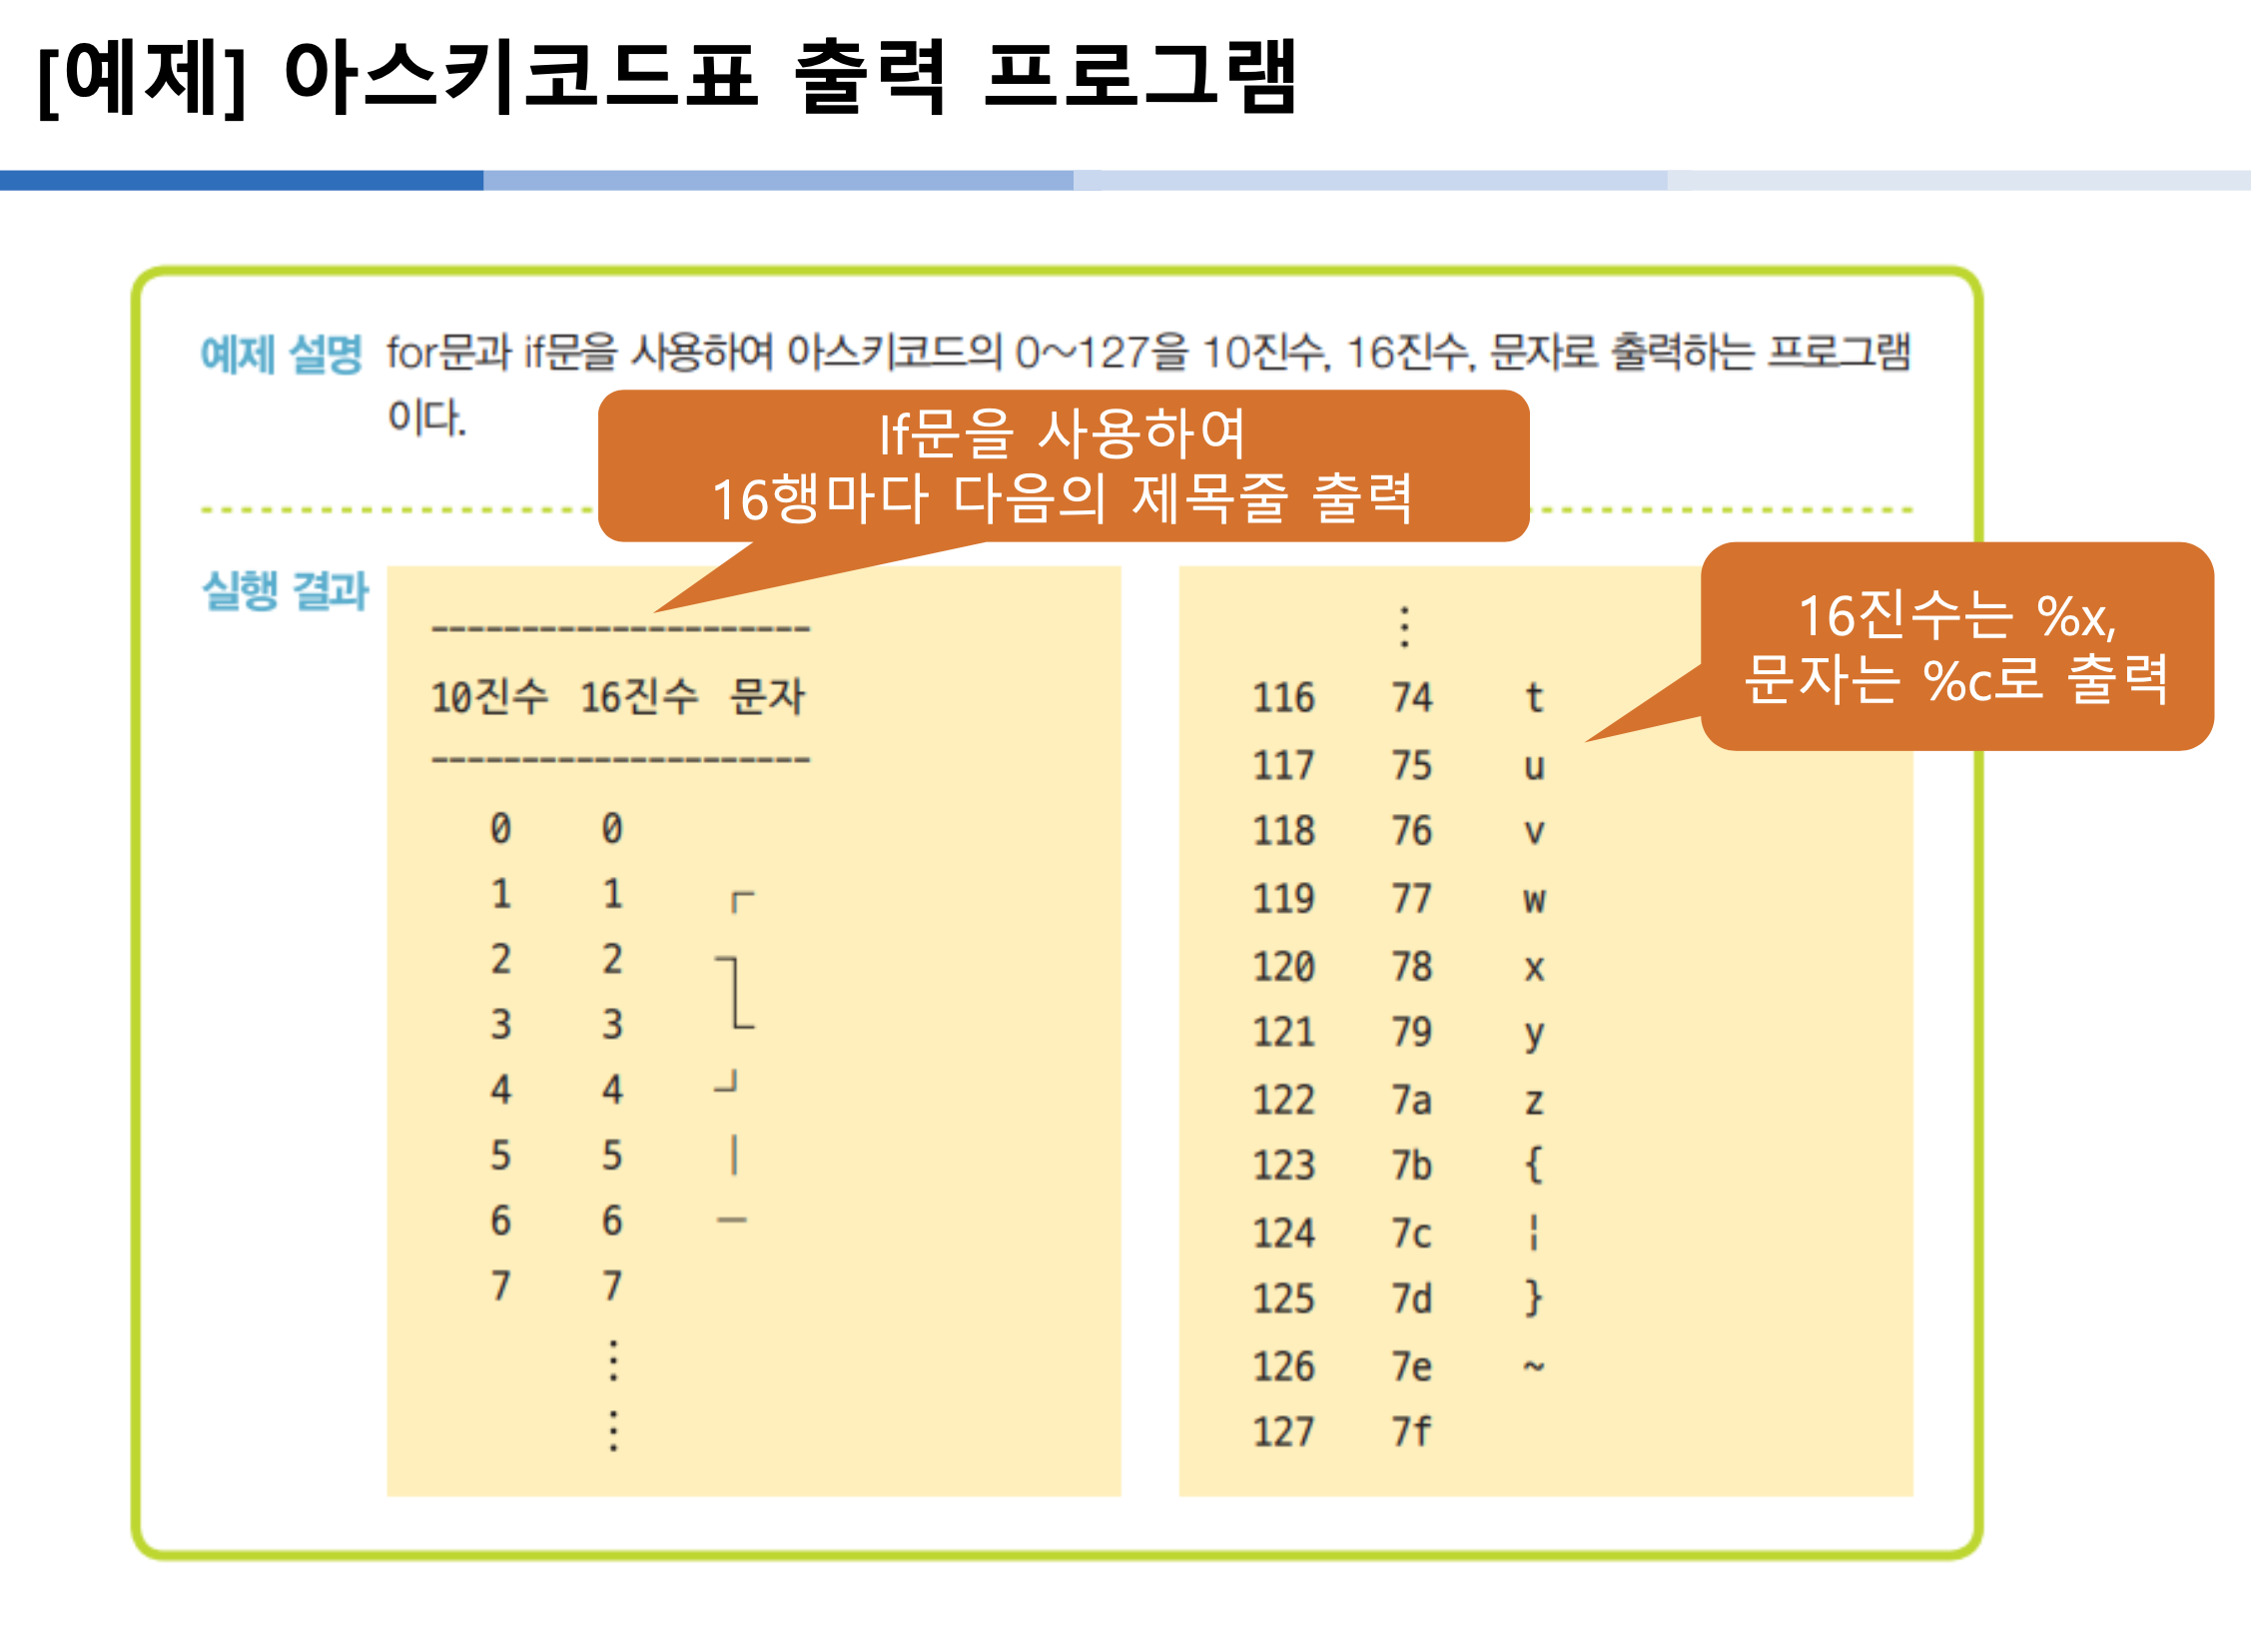 [예제] 아스키코드표 출력 프로그램
예제 설명 for문과 if문을 사용하여 아스키코드의 0~127을 10진수, 16진수, 문자로 출력하는 프로그램
이다.
If문을 사용하여
16행마다 다음의 제목줄 출력
실행 결과
---------------------
10진수 16진수 문자
---------------------
0 0
1 1 ┌
2 2 ┐
3 3 └
4 4 ┘
5 5 │
6 6 ─
7 7
⋮
⋮
⋮
116 74 t
117 75 u
118 76 v
119 77 w
120 78 x
121 79 y
122 7a z
123 7b {
124 7c ¦
125 7d }
126 7e ~
127 7f
16진수는 %x,
문자는 %c로 출력